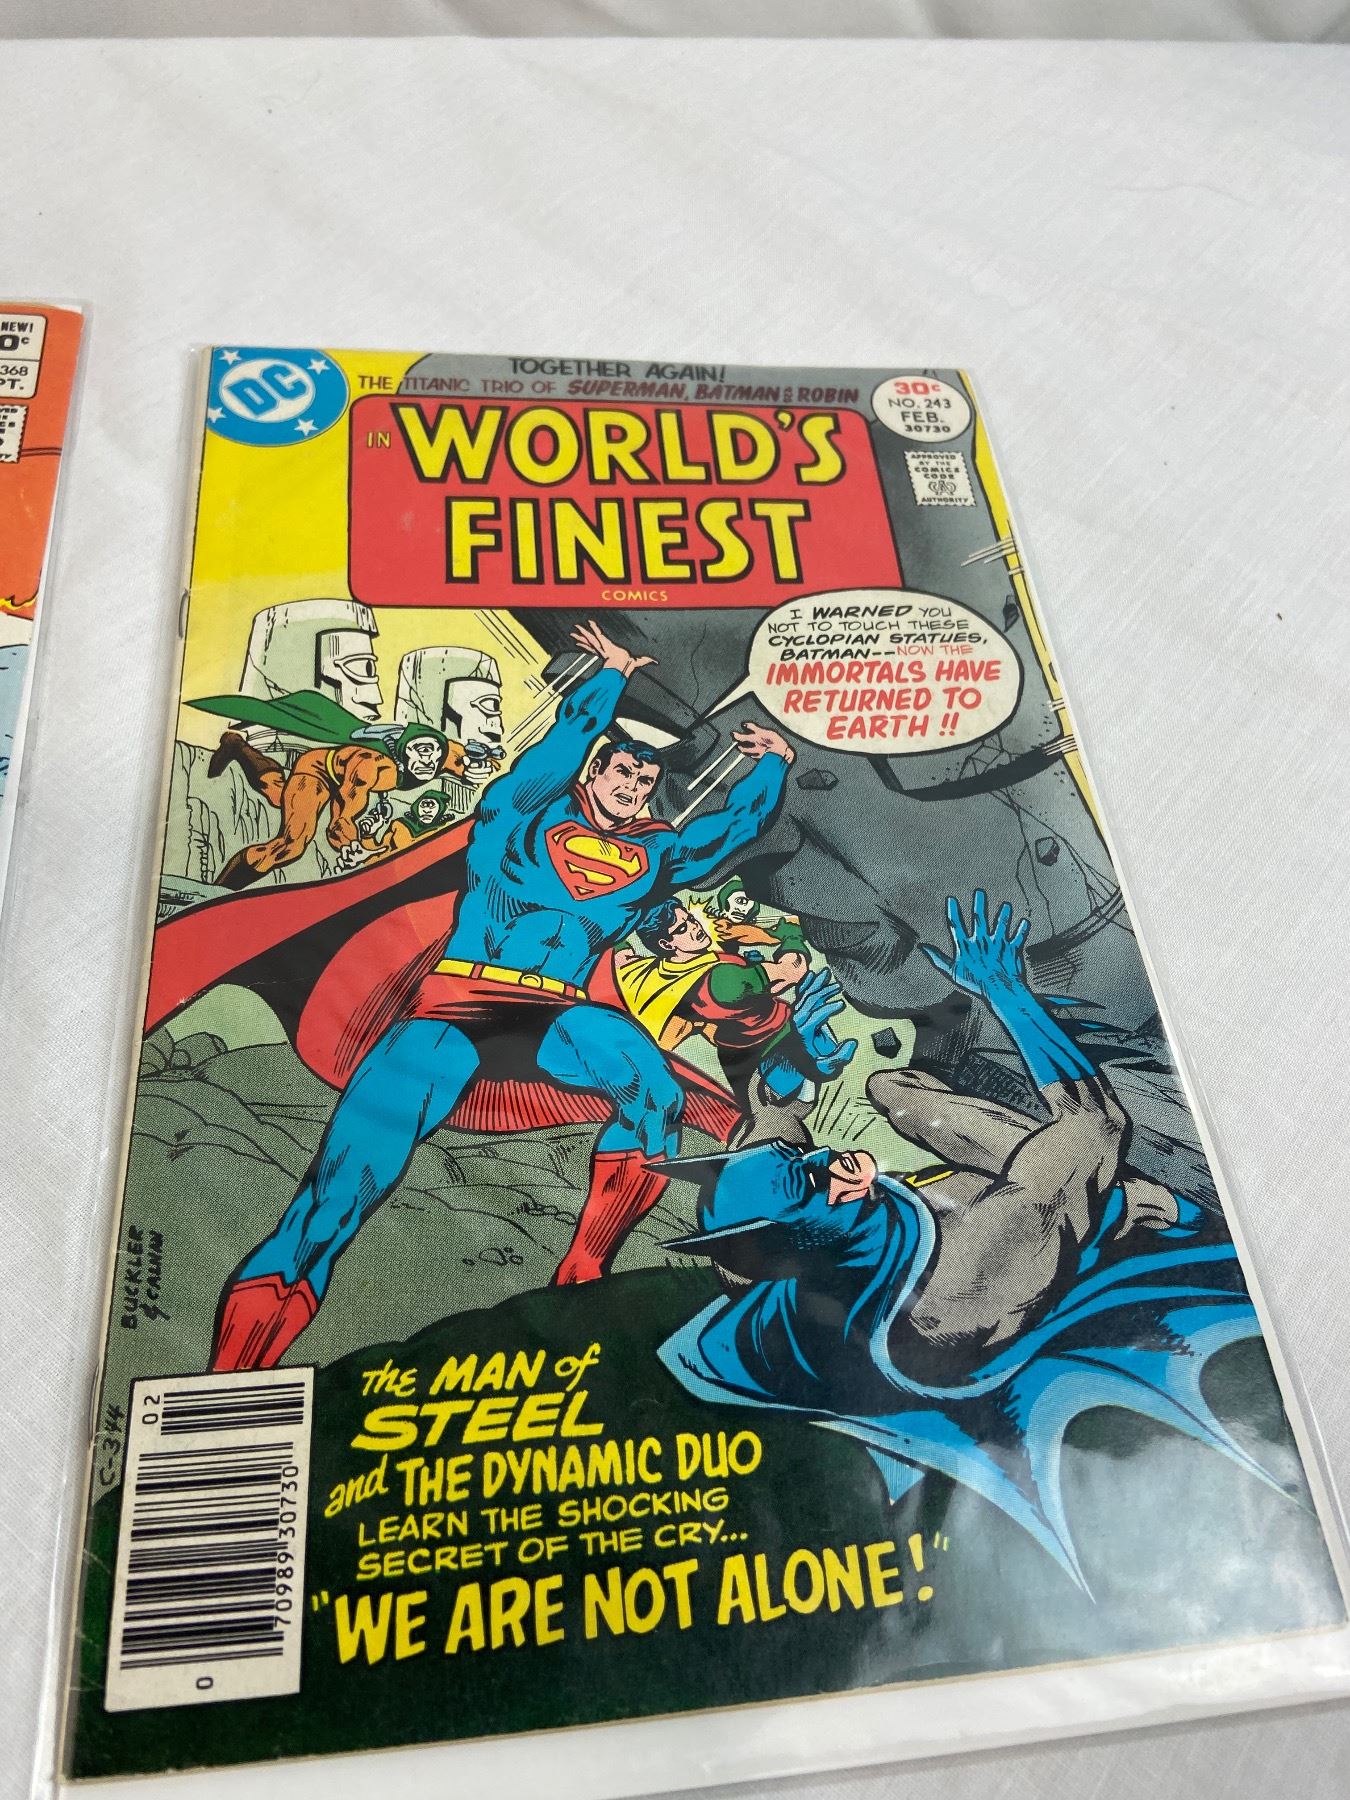 NEW!
0¢
368
PT.
DC
TOGETHER AGAIN!
THE TITANIC TRIO OF SUPERMAN, BATMAN AND ROBIN
IN WORLD'S
FINEST
COMICS
30¢
NO. 243
FEB.
30730
APPROVED
BY THE
COMICS
CODE
CA
AUTHORITY
I WARNED YOU
NOT TO TOUCH THESE
CYCLOPIAN STATUES,
BATMAN--NOW THE
IMMORTALS HAVE
RETURNED TO
EARTH!!
S
BUCKLER
& CALNAN
C-344
The MAN of
STEEL
and THE DYNAMIC DUO
LEARN THE SHOCKING
SECRET OF THE CRY...
"WE ARE NOT ALONE!"
02
70989 30730
0